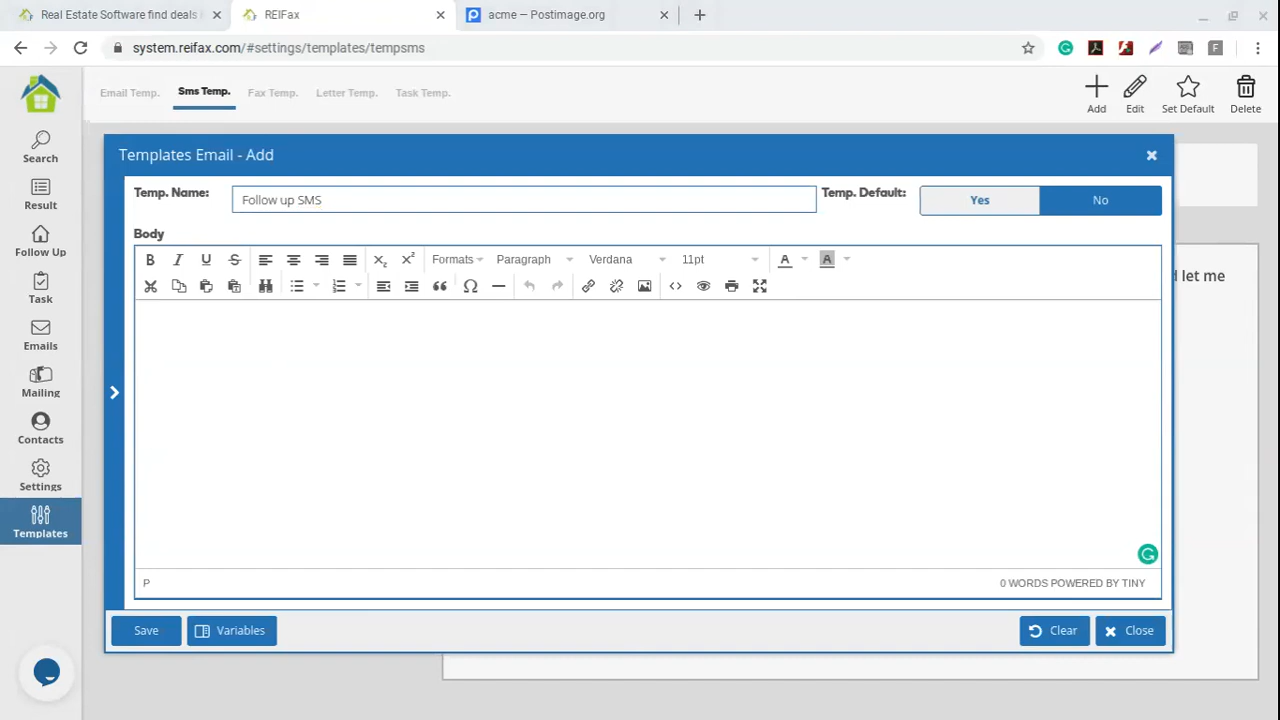 Real Estate Software find deals
REIFax
acme — Postimage.org
system.reifax.com/#settings/templates/tempsms
Email Temp.
Sms Temp.
Fax Temp.
Letter Temp.
Task Temp.
Add
Edit
Set Default
Delete
Search
Result
Follow Up
Task
Emails
Mailing
Contacts
Settings
Templates
Templates Email - Add
Temp. Name:
Follow up SMS
Temp. Default:
Yes
No
Body
Formats
Paragraph
Verdana
11pt
let me
P
0 WORDS POWERED BY TINY
Save
Variables
Clear
Close